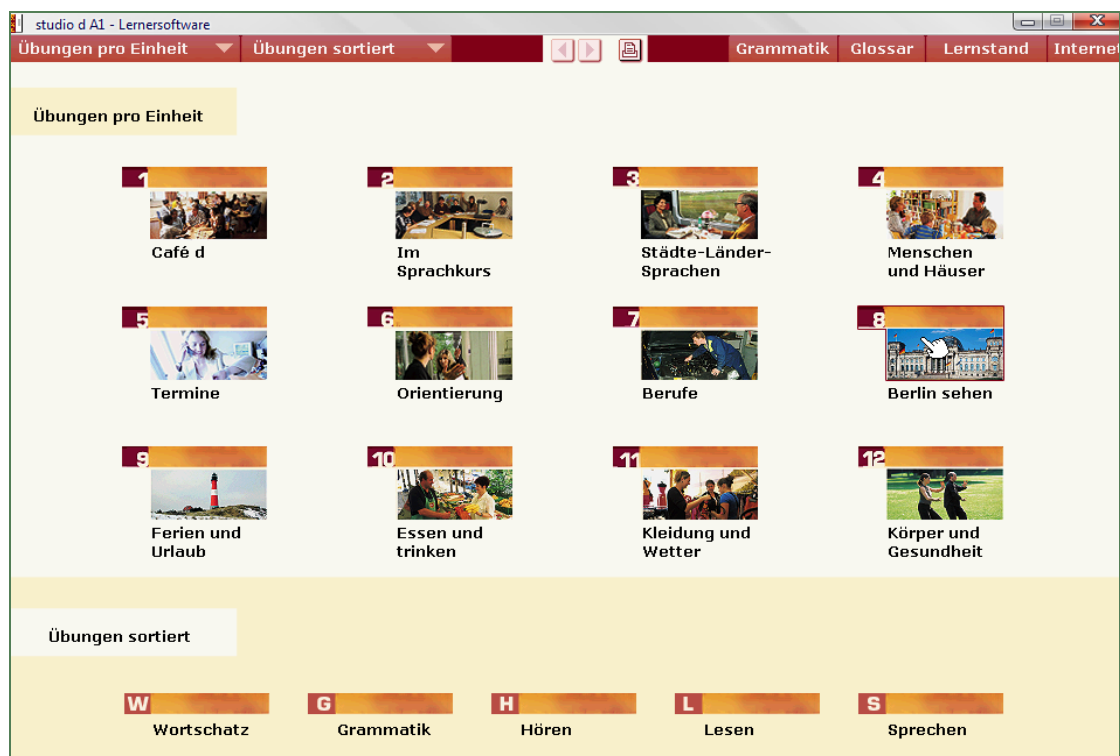 studio d A1 - Lernersoftware
Übungen pro Einheit Übungen sortiert Grammatik Glossar Lernstand Internet
Übungen pro Einheit
1 2 3 4
Café d Im Städte-Länder- Menschen
Sprachkurs Sprachen und Häuser
5 6 7 8
Termine Orientierung Berufe Berlin sehen
9 10 11 12
Ferien und Essen und Kleidung und Körper und
Urlaub trinken Wetter Gesundheit
Übungen sortiert
W G H L S
Wortschatz Grammatik Hören Lesen Sprechen